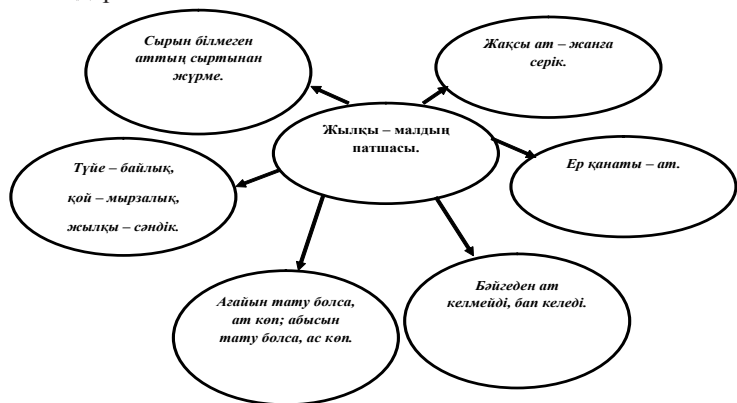 Сырын білмеген
аттың сыртынан
жүрме.
Жақсы ат – жанга
серік.
Жылқы – малдың
патшасы.
Түйе – байлық,
қой – мырзалық,
жылқы – сәндік.
Ер қанаты – ат.
Ағайын тату болса,
ат көп; абысын
тату болса, ас көп.
Бәйгеден ат
келмейді, бап келеді.